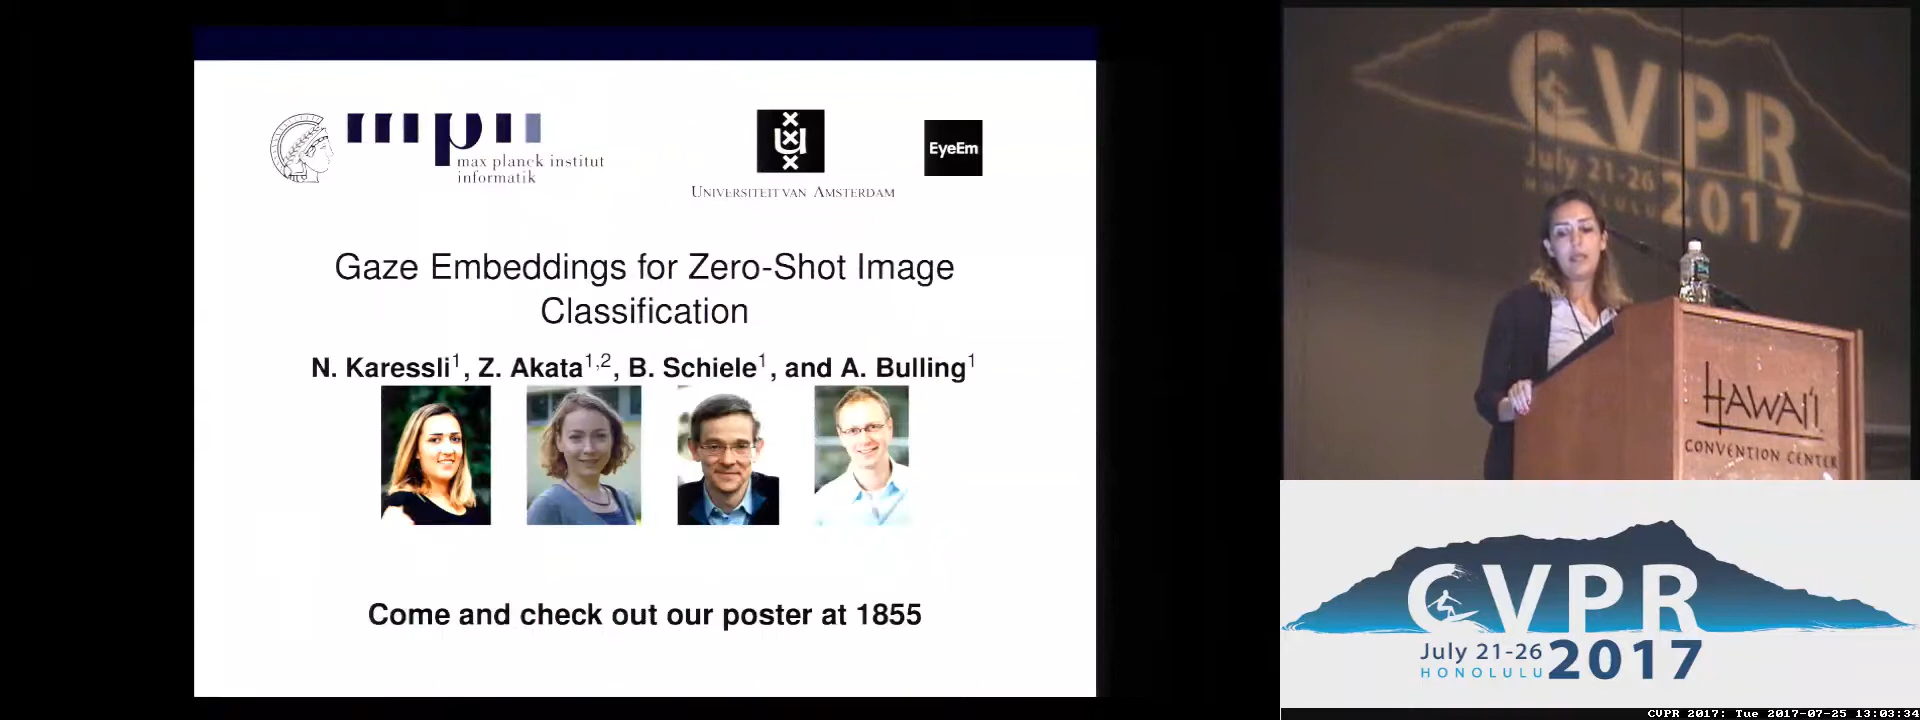 max planck institut
informatik
UNIVERSITEIT VAN AMSTERDAM
EyeEm
Gaze Embeddings for Zero-Shot Image
Classification
N. Karessli1, Z. Akata1,2, B. Schiele1, and A. Bulling1
Come and check out our poster at 1855
CVPR
July 21-26
HONOLULU
2017
HAWAI'I
CONVENTION CENTER
CVPR
July 21-26
HONOLULU
2017
CVPR 2017: Tue 2017-07-25 13:03:34